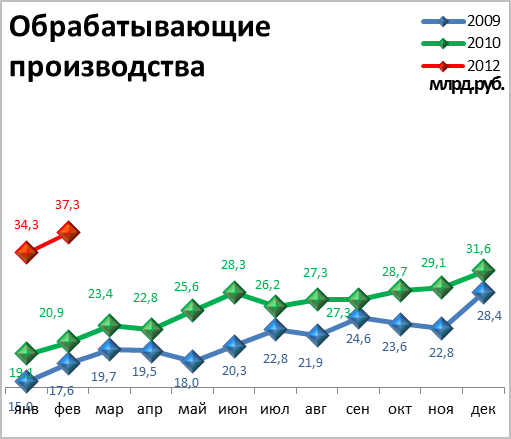 Обрабатывающие
производства
2009
2010
2012
млрд.руб.
34,3 37,3
19,1 20,9 23,4 22,8 25,6 28,3 26,2 27,3 27,3 28,7 29,1 31,6
15,0 17,6 19,7 19,5 18,0 20,3 22,8 21,9 24,6 23,6 22,8 28,4
янв фев мар апр май июн июл авг сен окт ноя дек